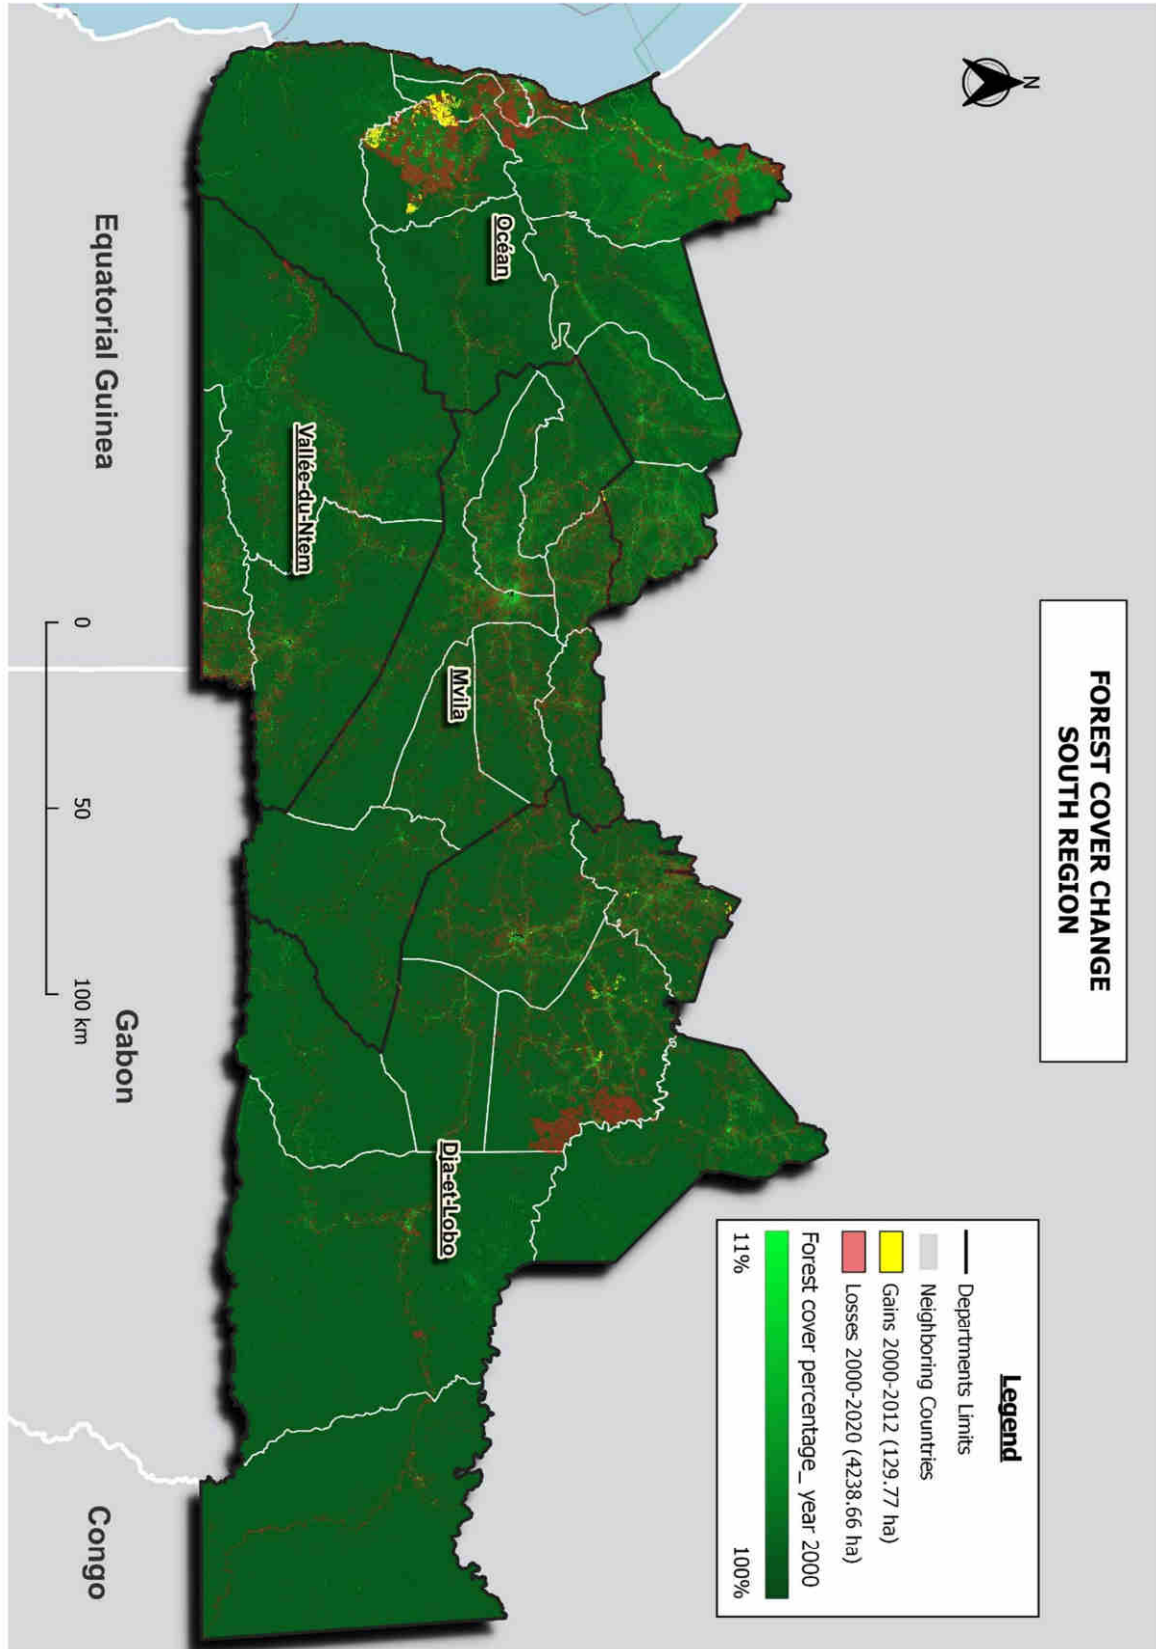 FOREST COVER CHANGE
SOUTH REGION
N
Legend
Departments Limits
Neighboring Countries
Gains 2000-2012 (129.77 ha)
Losses 2000-2020 (4238.66 ha)
Forest cover percentage_ year 2000
11%
100%
Océan
Mvila
Dja-et-Lobo
Vallée-du-Ntem
Equatorial Guinea
Gabon
Congo
0
50
100 km